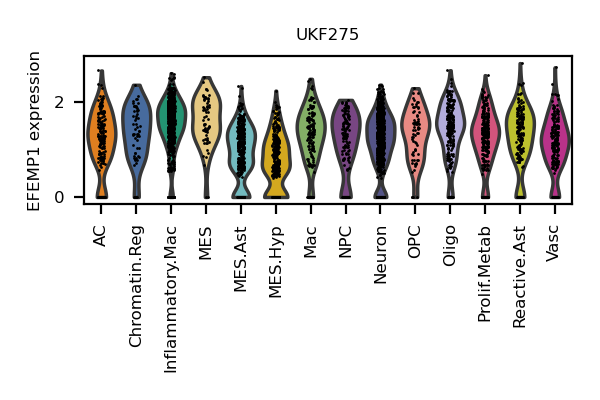 UKF275
EFEMP1 expression
2
0
AC
Chromatin.Reg
Inflammatory.Mac
MES
MES.Ast
MES.Hyp
Mac
NPC
Neuron
OPC
Oligo
Prolif.Metab
Reactive.Ast
Vasc